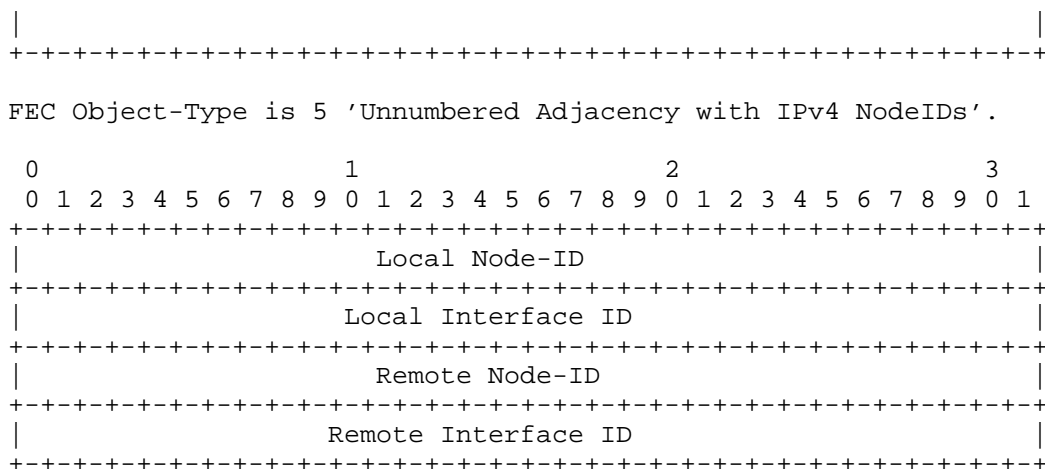 |                                                               |
+-+-+-+-+-+-+-+-+-+-+-+-+-+-+-+-+-+-+-+-+-+-+-+-+-+-+-+-+-+-+-+-+
FEC Object-Type is 5 ’Unnumbered Adjacency with IPv4 NodeIDs’.
 0                   1                   2                   3
 0 1 2 3 4 5 6 7 8 9 0 1 2 3 4 5 6 7 8 9 0 1 2 3 4 5 6 7 8 9 0 1
+-+-+-+-+-+-+-+-+-+-+-+-+-+-+-+-+-+-+-+-+-+-+-+-+-+-+-+-+-+-+-+-+
|                      Local Node-ID                            |
+-+-+-+-+-+-+-+-+-+-+-+-+-+-+-+-+-+-+-+-+-+-+-+-+-+-+-+-+-+-+-+-+
|                    Local Interface ID                         |
+-+-+-+-+-+-+-+-+-+-+-+-+-+-+-+-+-+-+-+-+-+-+-+-+-+-+-+-+-+-+-+-+
|                      Remote Node-ID                           |
+-+-+-+-+-+-+-+-+-+-+-+-+-+-+-+-+-+-+-+-+-+-+-+-+-+-+-+-+-+-+-+-+
|                   Remote Interface ID                         |
+-+-+-+-+-+-+-+-+-+-+-+-+-+-+-+-+-+-+-+-+-+-+-+-+-+-+-+-+-+-+-+-+